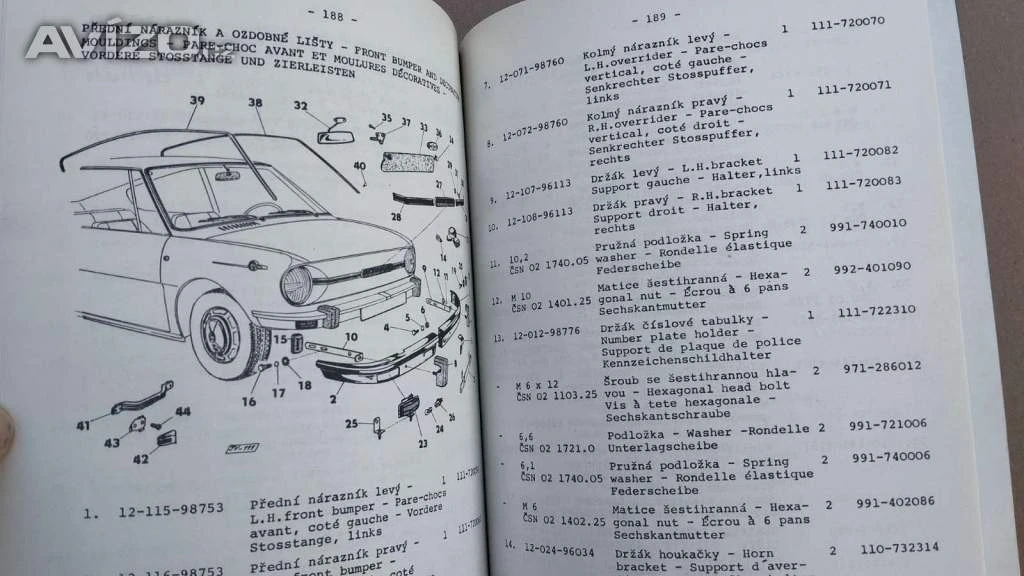 Avízo.cz
- 188 -
PŘEDNÍ NÁRAZNÍK A OZDOBNÉ LIŠTY - FRONT BUMPER AND
MOULDINGS - PARE-CHOC AVANT ET MOULURES DÉCORATIVES -
VORDERE STOSSTANGE UND ZIERLEISTEN
39
38
32
35
37
33
36
40
28
15
10
16
17
18
2
25
23
24
26
41
43
44
42
1. 12-115-98753 Přední nárazník levý - 1
L.H.front bumper - Pare-chocs
avant, coté gauche - Vordere
Stosstange, links
12-116-98753 Přední nárazník pravý - 1
front bumper -
- 189 -
7. 12-071-98760 Kolmý nárazník levý - 1 111-720070
L.H.overrider - Pare-chocs
vertical, coté gauche -
Senkrechter Stosspuffer,
links
8. 12-072-98760 Kolmý nárazník pravý - 1 111-720071
R.H.overrider - Pare-chocs
vertical, coté droit -
Senkrechter Stosspuffer,
rechts
9. 12-107-96113 Držák levý - L.H.bracket 1 111-720082
Support gauche - Halter,links
10. 12-108-96113 Držák pravý - R.H.bracket 1 111-720083
Support droit - Halter,
rechts
11. 10,2 Pružná podložka - Spring 2 991-740010
ČSN 02 1740.05 washer - Rondelle élastique
Federscheibe
12. M 10 Matice šestihranná - Hexa- 2 992-401090
ČSN 02 1401.25 gonal nut - Écrou à 6 pans
Sechskantmutter
13. 12-012-98776 Držák číslové tabulky - 1 111-722310
Number plate holder -
Support de plaque de police
Kennzeichenschildhalter
- M 6 x 12 Šroub se šestihrannou hla- 2 971-286012
ČSN 02 1103.25 vou - Hexagonal head bolt
Vis à tete hexagonale -
Sechskantschraube
- 6,6 Podložka - Washer -Rondelle 2 991-721006
ČSN 02 1721.0 Unterlagscheibe
- 6,1 Pružná podložka - Spring 2 991-740006
ČSN 02 1740.05 washer - Rondelle élastique
Federscheibe
- M 6 Matice šestihranná - Hexa- 2 991-402086
ČSN 02 1402.25 gonal nut - Écrou à 6 pans
Sechskantmutter
14. 12-024-96034 Držák houkačky - Horn 2 110-732314
bracket - Support d'aver-